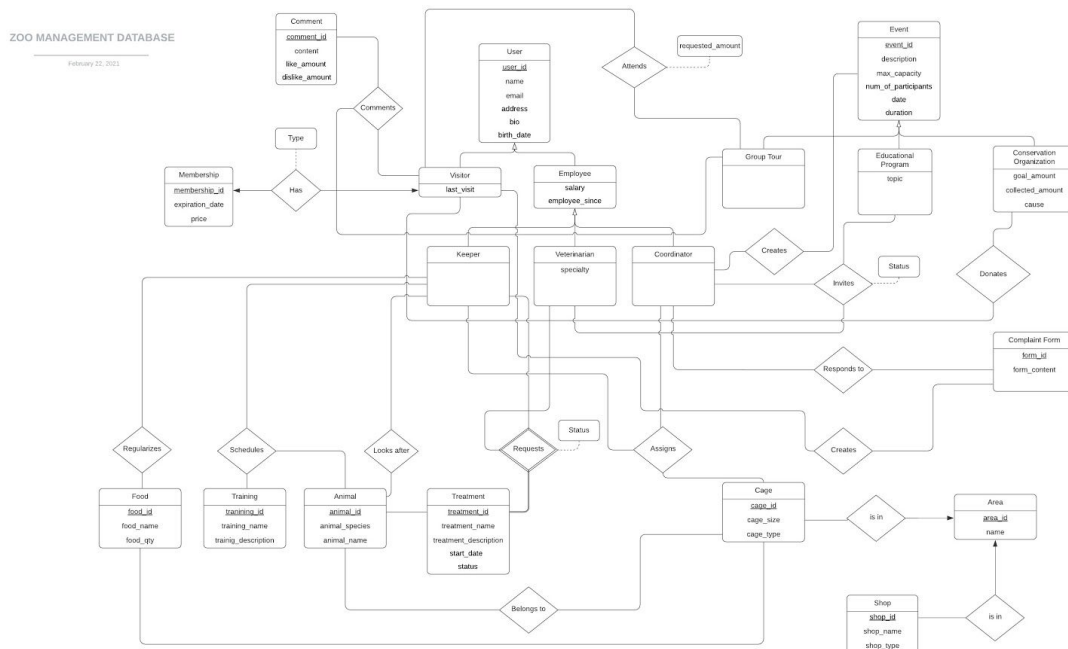 ZOO MANAGEMENT DATABASE
February 22, 2021
Comment
comment_id
content
like_amount
dislike_amount
User
user_id
name
email
address
bio
birth_date
Attends
requested_amount
Event
event_id
description
max_capacity
num_of_participants
date
duration
Comments
Type
Membership
membership_id
expiration_date
price
Has
Visitor
last_visit
Employee
salary
employee_since
Group Tour
Educational
Program
topic
Conservation
Organization
goal_amount
collected_amount
cause
Keeper
Veterinarian
specialty
Coordinator
Creates
Invites
Status
Donates
Complaint Form
form_id
form_content
Responds to
Regularizes
Schedules
Looks after
Requests
Status
Assigns
Creates
Food
food_id
food_name
food_qty
Training
tranining_id
training_name
trainig_description
Animal
animal_id
animal_species
animal_name
Treatment
treatment_id
treatment_name
treatment_description
start_date
status
Cage
cage_id
cage_size
cage_type
is in
Area
area_id
name
Belongs to
Shop
shop_id
shop_name
shop_type
is in